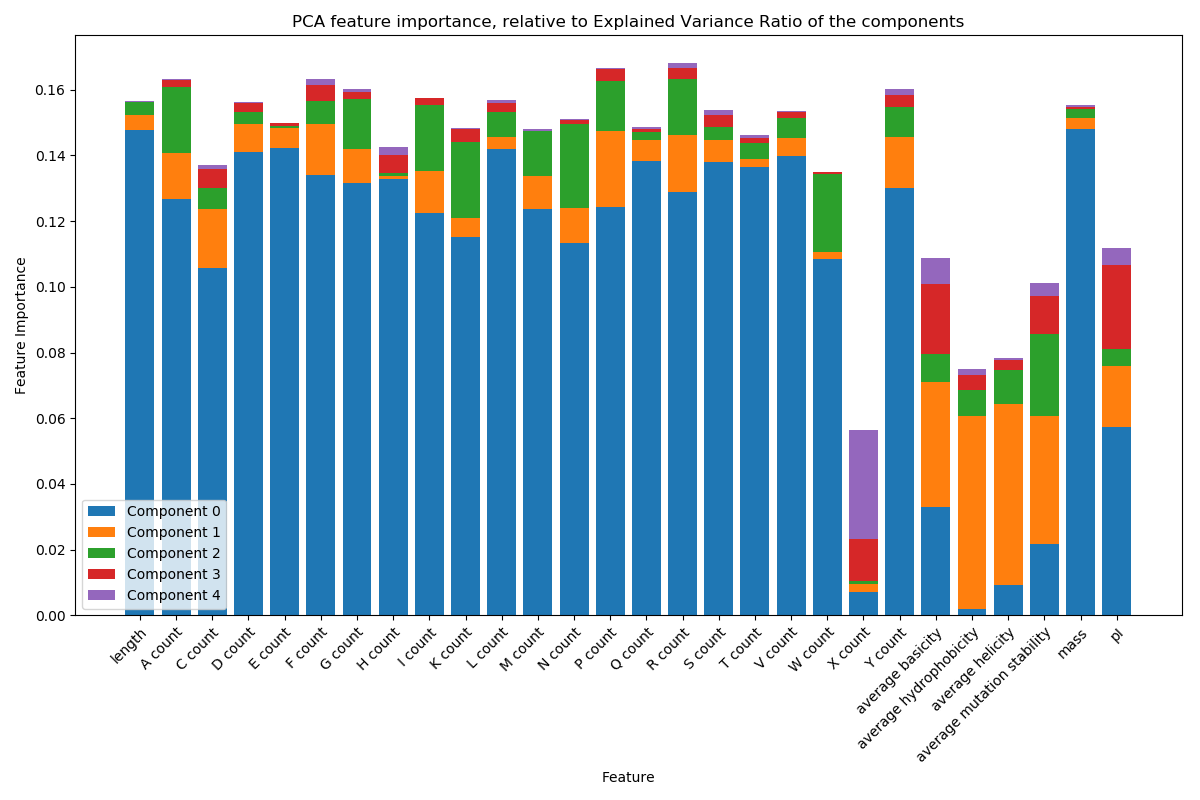 PCA feature importance, relative to Explained Variance Ratio of the components
Feature Importance
0.16
0.14
0.12
0.10
0.08
0.06
0.04
0.02
0.00
Component 0
Component 1
Component 2
Component 3
Component 4
length
A count
C count
D count
E count
F count
G count
H count
I count
K count
L count
M count
N count
P count
Q count
R count
S count
T count
V count
W count
X count
Y count
average basicity
average hydrophobicity
average helicity
average mutation stability
mass
pI
Feature